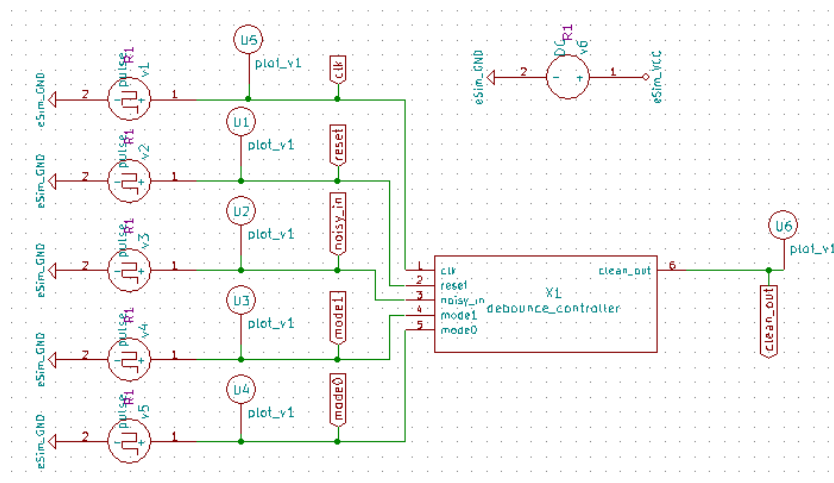 U5
plot_v1
clk
R1
pulse
v1
eSim_GND
2
1
R1
DC
v6
eSim_GND
2
1
eSim_VCC
U1
plot_v1
reset
R1
pulse
v2
eSim_GND
2
1
U2
plot_v1
noisy_in
R1
pulse
v3
eSim_GND
2
1
U3
plot_v1
mode1
R1
pulse
v4
eSim_GND
2
1
U4
plot_v1
mode0
R1
pulse
v5
eSim_GND
2
1
1 clk
2 reset
3 noisy_in
4 mode1
5 mode0
X1
debounce_controller
clean_out 6
U6
plot_v1
clean_out